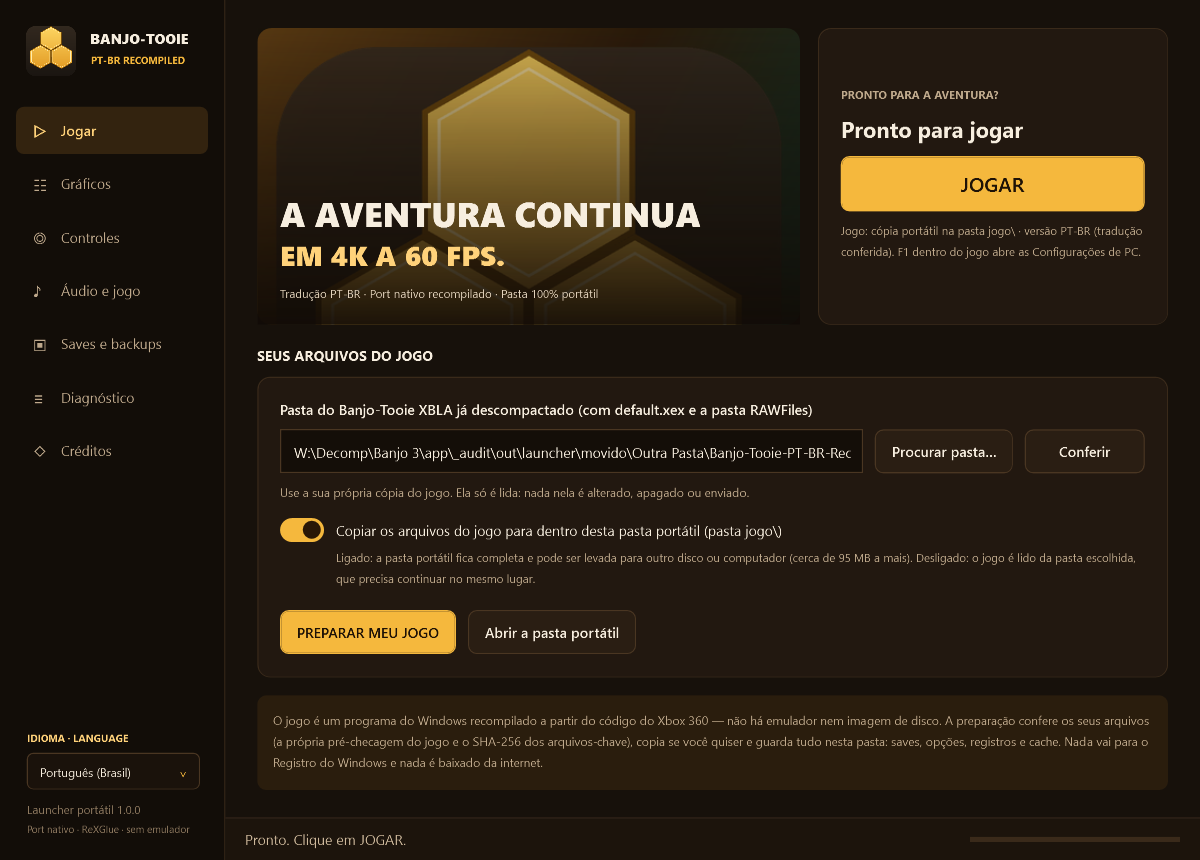 BANJO-TOOIE
PT-BR RECOMPILED
Jogar
Gráficos
Controles
Áudio e jogo
Saves e backups
Diagnóstico
Créditos
IDIOMA · LANGUAGE
Português (Brasil)
Launcher portátil 1.0.0
Port nativo · ReXGlue · sem emulador
A AVENTURA CONTINUA
EM 4K A 60 FPS.
Tradução PT-BR · Port nativo recompilado · Pasta 100% portátil
PRONTO PARA A AVENTURA?
Pronto para jogar
JOGAR
Jogo: cópia portátil na pasta jogo\ · versão PT-BR (tradução
conferida). F1 dentro do jogo abre as Configurações de PC.
SEUS ARQUIVOS DO JOGO
Pasta do Banjo-Tooie XBLA já descompactado (com default.xex e a pasta RAWFiles)
W:\Decomp\Banjo 3\app\_audit\out\launcher\movido\Outra Pasta\Banjo-Tooie-PT-BR-Rec
Procurar pasta...
Conferir
Use a sua própria cópia do jogo. Ela só é lida: nada nela é alterado, apagado ou enviado.
Copiar os arquivos do jogo para dentro desta pasta portátil (pasta jogo\)
Ligado: a pasta portátil fica completa e pode ser levada para outro disco ou computador (cerca de 95 MB a mais). Desligado: o jogo é lido da pasta escolhida,
que precisa continuar no mesmo lugar.
PREPARAR MEU JOGO
Abrir a pasta portátil
O jogo é um programa do Windows recompilado a partir do código do Xbox 360 — não há emulador nem imagem de disco. A preparação confere os seus arquivos
(a própria pré-checagem do jogo e o SHA-256 dos arquivos-chave), copia se você quiser e guarda tudo nesta pasta: saves, opções, registros e cache. Nada vai para o
Registro do Windows e nada é baixado da internet.
Pronto. Clique em JOGAR.